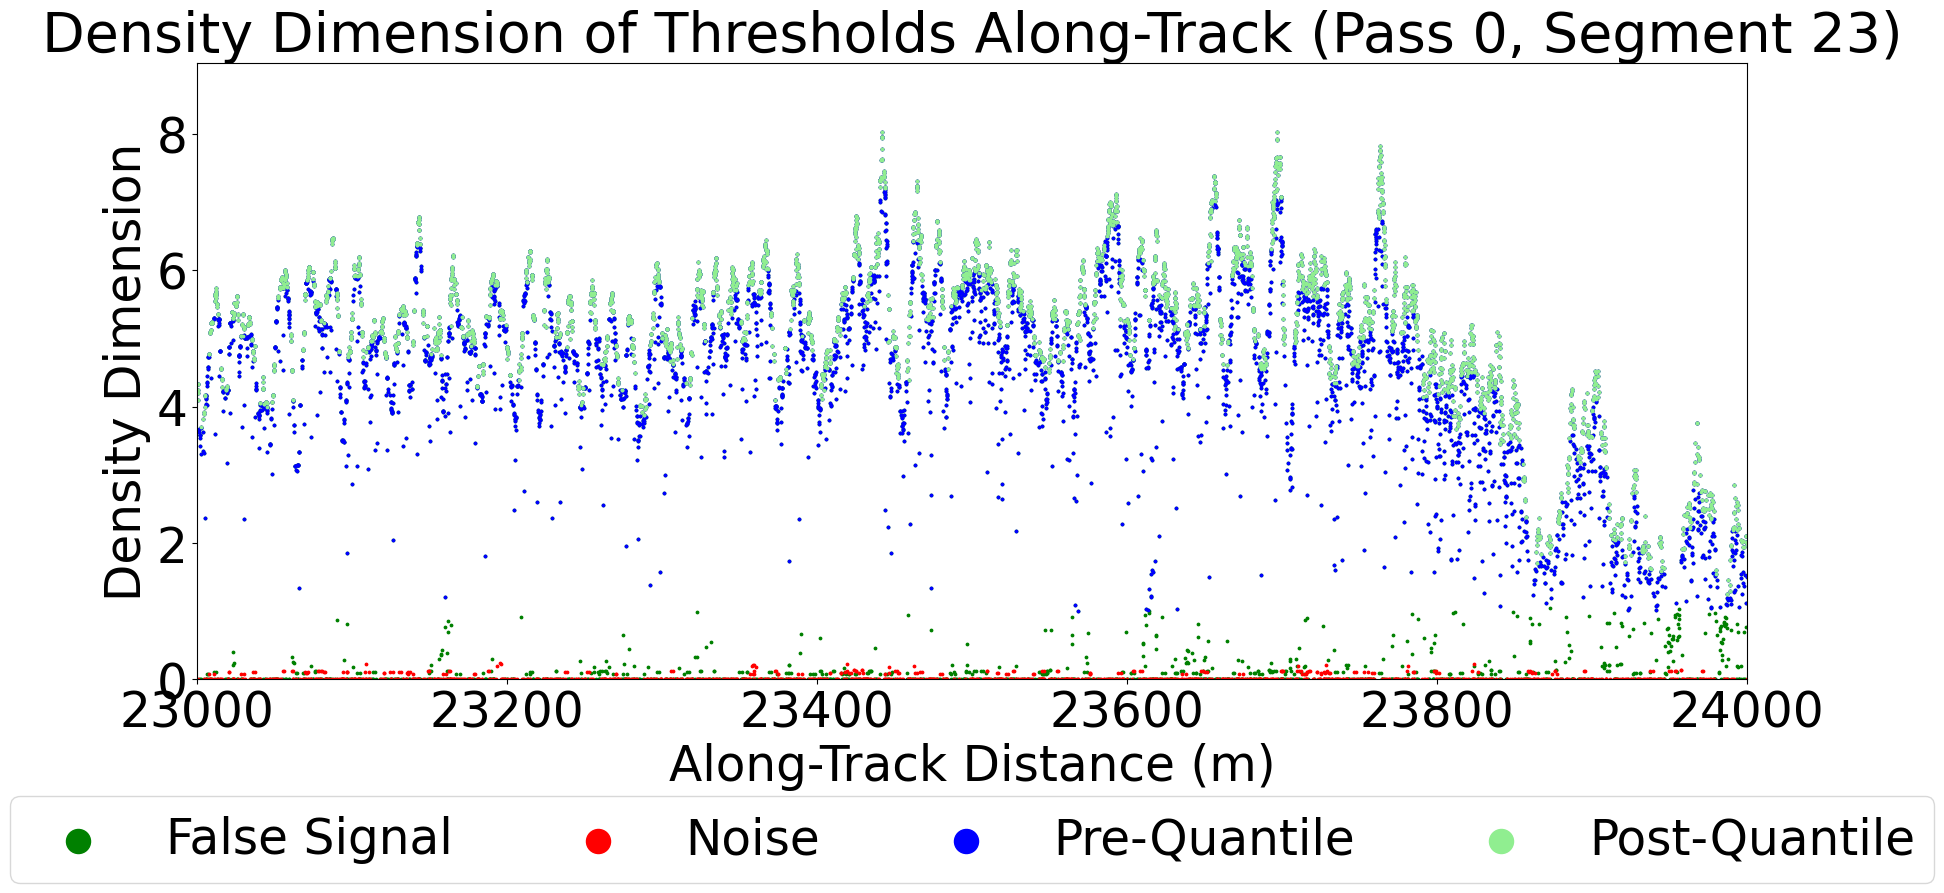 Density Dimension of Thresholds Along-Track (Pass 0, Segment 23)
Density Dimension
8
6
4
2
0
23000 23200 23400 23600 23800 24000
Along-Track Distance (m)
False Signal Noise Pre-Quantile Post-Quantile